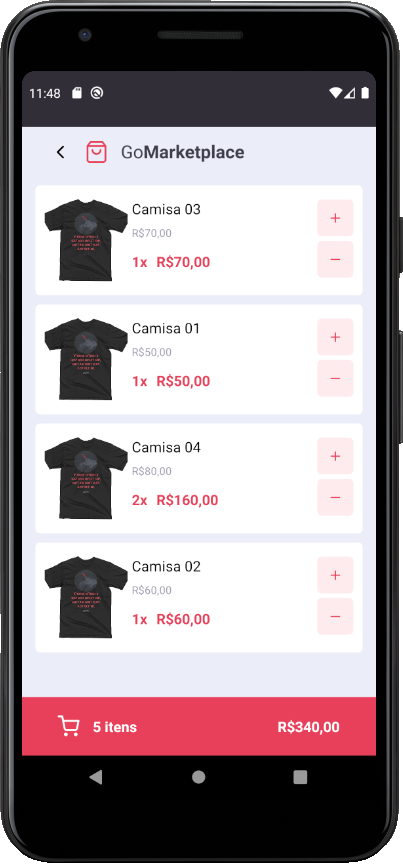 11:48
GoMarketplace
Camisa 03
R$70,00
1x R$70,00
+
−
Camisa 01
R$50,00
1x R$50,00
+
−
Camisa 04
R$80,00
2x R$160,00
+
−
Camisa 02
R$60,00
1x R$60,00
+
−
5 itens R$340,00